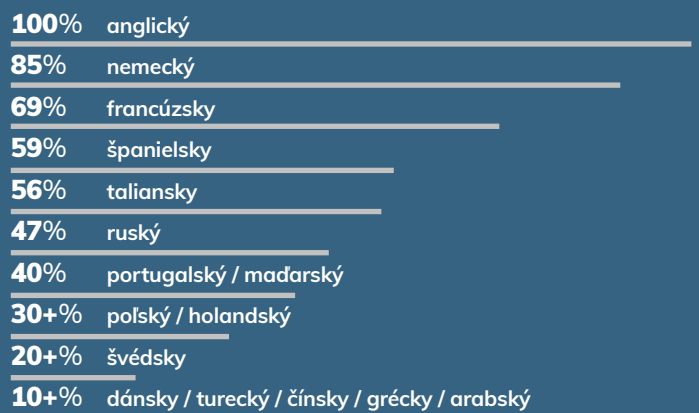 100% anglický
85% nemecký
69% francúzsky
59% španielsky
56% taliansky
47% ruský
40% portugalský / maďarský
30+% poľský / holandský
20+% švédsky
10+% dánsky / turecký / čínsky / grécky / arabský